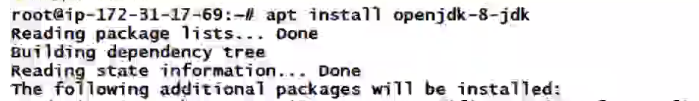 root@ip-172-31-17-69:~# apt install openjdk-8-jdk
Reading package lists... Done
Building dependency tree
Reading state information... Done
The following additional packages will be installed: